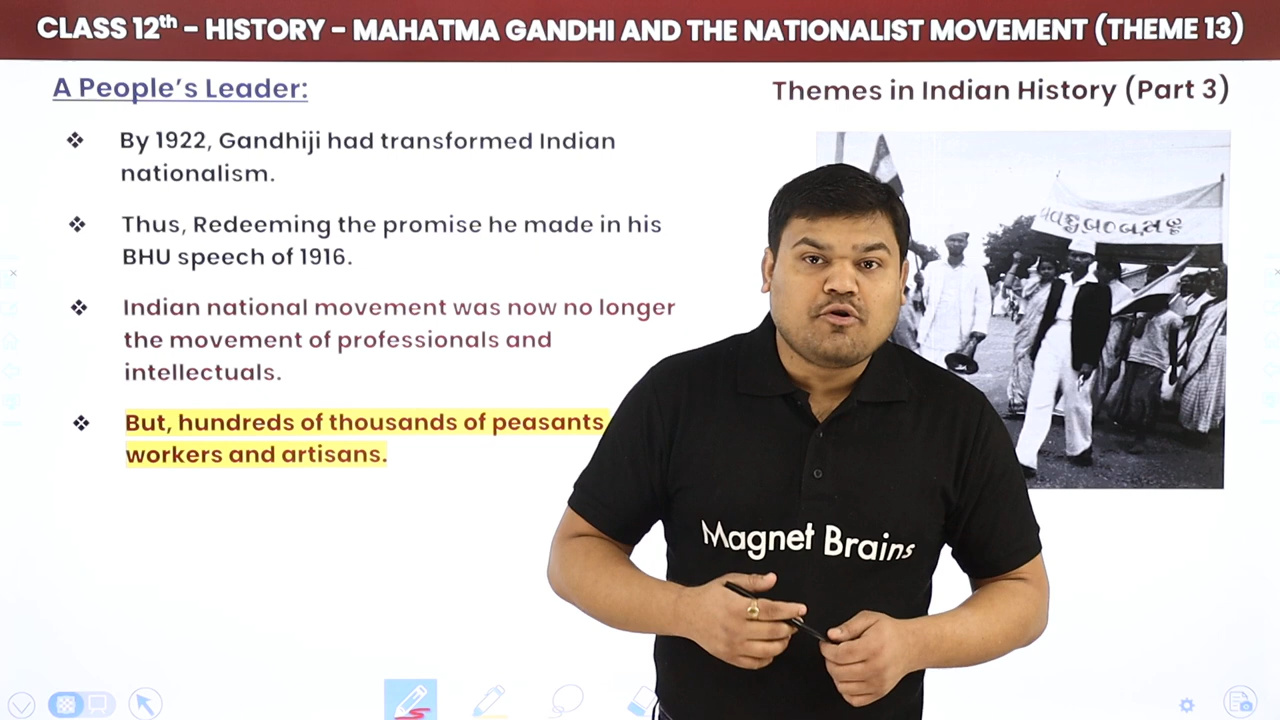 CLASS 12th – HISTORY – MAHATMA GANDHI AND THE NATIONALIST MOVEMENT (THEME 13)
A People's Leader:
Themes in Indian History (Part 3)
❖ By 1922, Gandhiji had transformed Indian
nationalism.
❖ Thus, Redeeming the promise he made in his
BHU speech of 1916.
❖ Indian national movement was now no longer
the movement of professionals and
intellectuals.
❖ But, hundreds of thousands of peasants
workers and artisans.
Magnet Brains